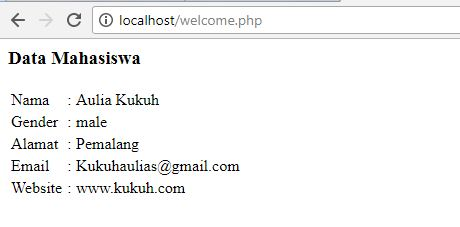 localhost/welcome.php
Data Mahasiswa
Nama : Aulia Kukuh
Gender : male
Alamat : Pemalang
Email : Kukuhaulias@gmail.com
Website : www.kukuh.com